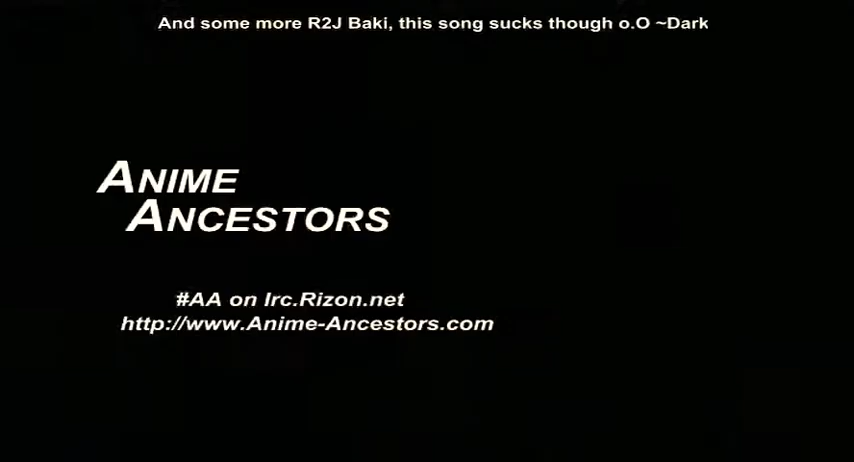 And some more R2J Baki, this song sucks though o.O ~Dark
ANIME
ANCESTORS
#AA on Irc.Rizon.net
http://www.Anime-Ancestors.com